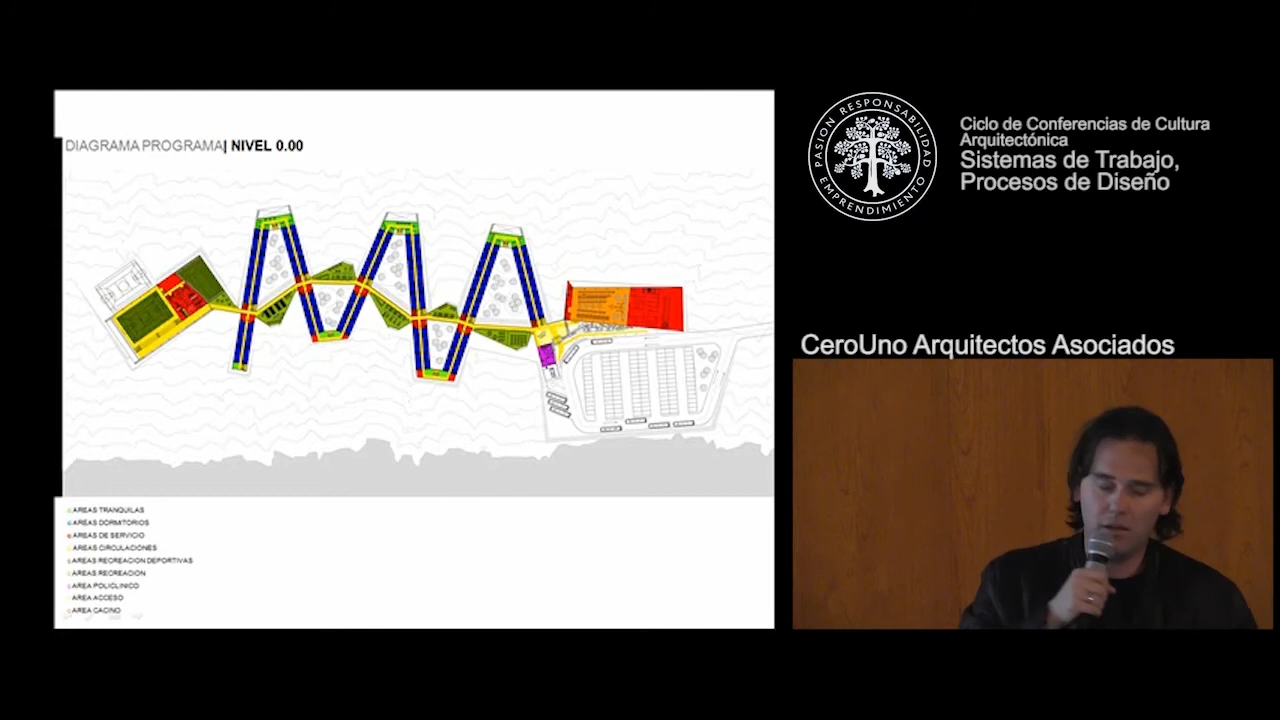 DIAGRAMA PROGRAMA| NIVEL 0.00
AREAS TRANQUILAS
AREAS DORMITORIOS
AREAS DE SERVICIO
AREAS CIRCULACIONES
AREAS RECREACION DEPORTIVAS
AREAS RECREACION
AREA POLICLINICO
AREA ACCESO
AREA CACINO
PASION RESPONSABILIDAD
EMPRENDIMIENTO
Ciclo de Conferencias de Cultura
Arquitectónica
Sistemas de Trabajo,
Procesos de Diseño
CeroUno Arquitectos Asociados